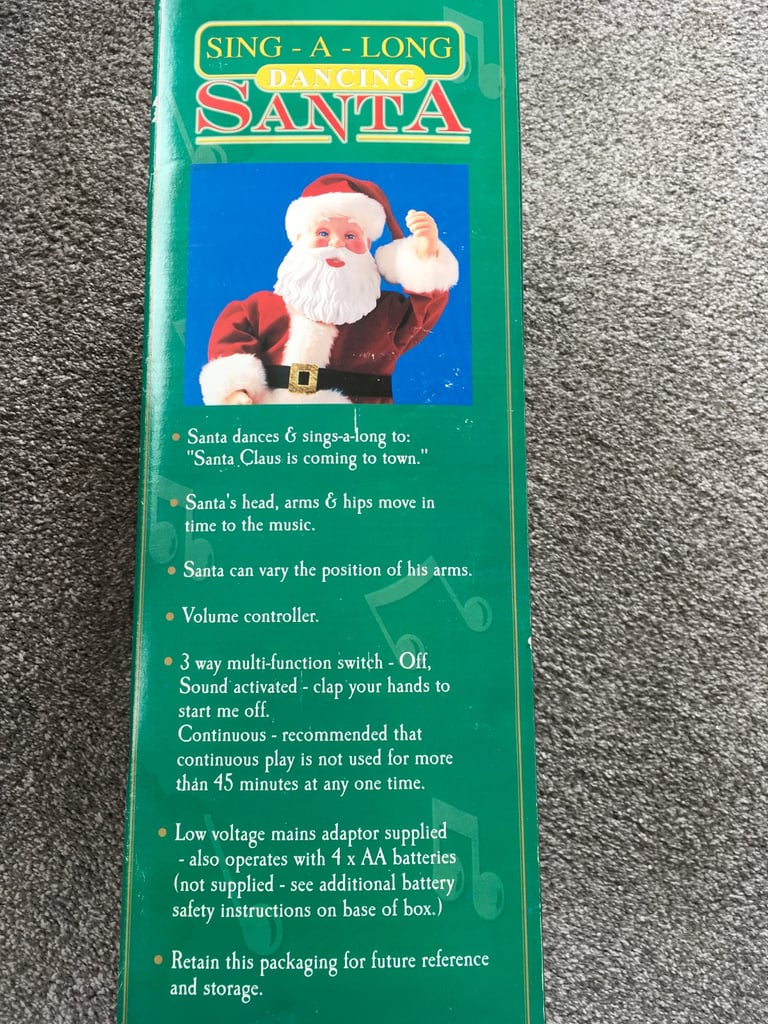 SING - A - LONG
DANCING
SANTA
• Santa dances & sings-a-long to:
"Santa Claus is coming to town."
• Santa's head, arms & hips move in
time to the music.
• Santa can vary the position of his arms.
• Volume controller.
• 3 way multi-function switch - Off,
Sound activated - clap your hands to
start me off.
Continuous - recommended that
continuous play is not used for more
than 45 minutes at any one time.
• Low voltage mains adaptor supplied
- also operates with 4 x AA batteries
(not supplied - see additional battery
safety instructions on base of box.)
• Retain this packaging for future reference
and storage.